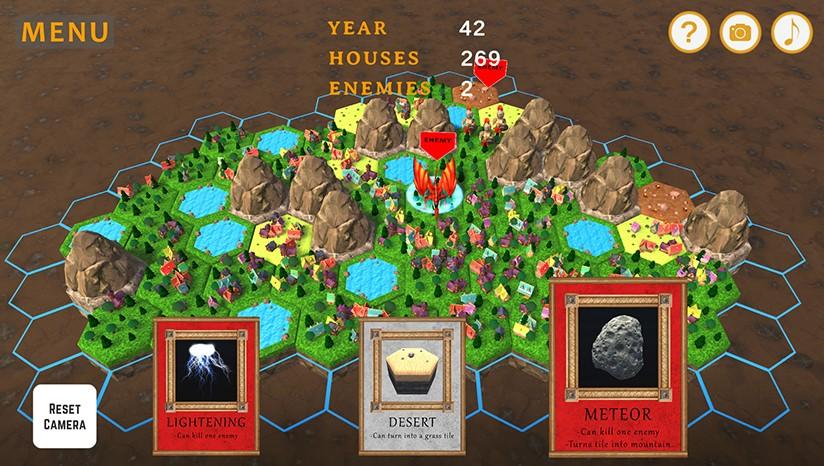 MENU
YEAR 42
HOUSES 269
ENEMIES 2
?
ENEMY
LIGHTENING
-Can kill one enemy
DESERT
-Can turn into a grass tile
METEOR
-Can kill one enemy
-Turns tile into mountain
RESET
CAMERA